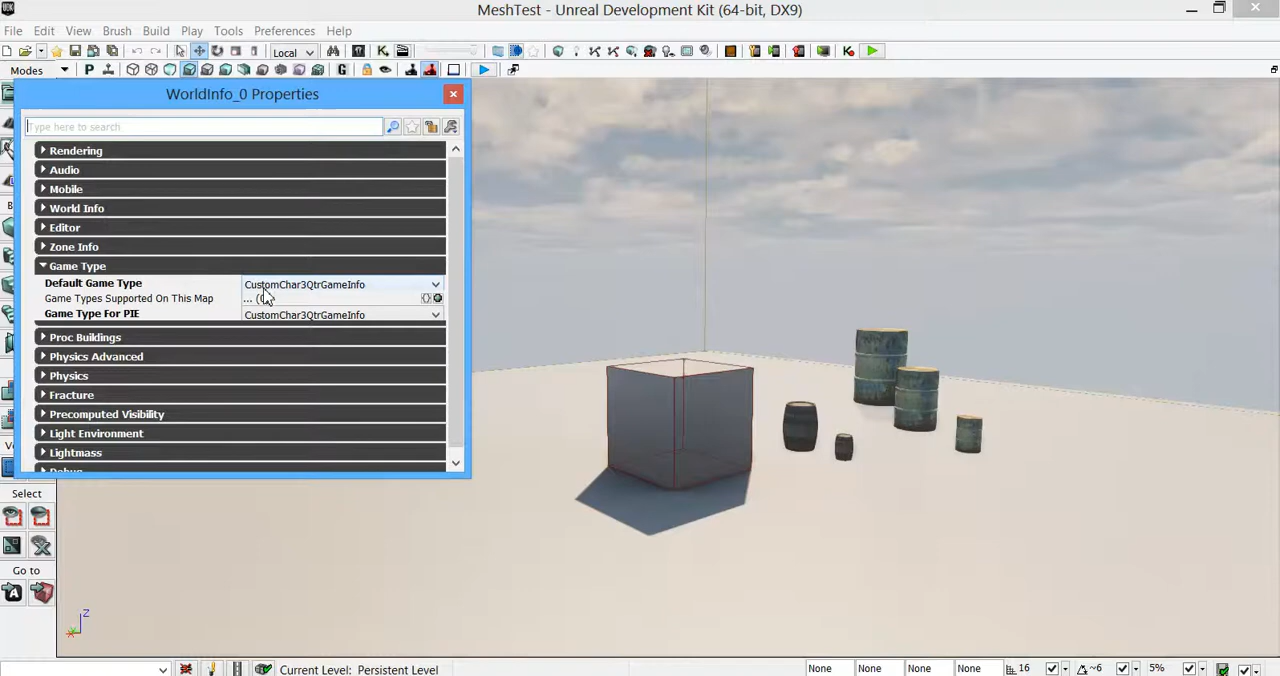 MeshTest - Unreal Development Kit (64-bit, DX9)
File Edit View Brush Build Play Tools Preferences Help
Local
Modes P G
WorldInfo_0 Properties
Type here to search
Rendering
Audio
Mobile
World Info
Editor
Zone Info
Game Type
Default Game Type CustomChar3QtrGameInfo
Game Types Supported On This Map ...
Game Type For PIE CustomChar3QtrGameInfo
Proc Buildings
Physics Advanced
Physics
Fracture
Precomputed Visibility
Light Environment
Lightmass
Select
Go to
Z
Current Level: Persistent Level None None None None 16 ~6 5%